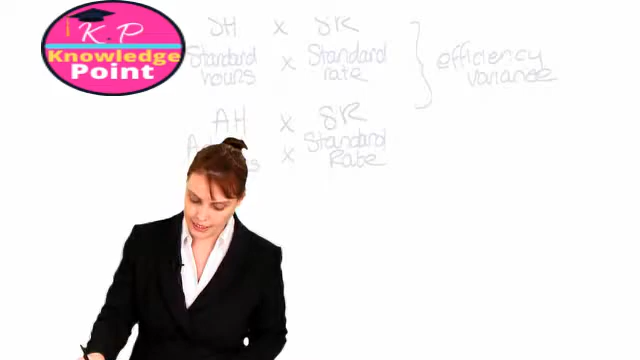 K.P
Knowledge
Point
SH x SR
Standard hours x Standard rate
efficiency variance
AH x SR
x Standard Rate